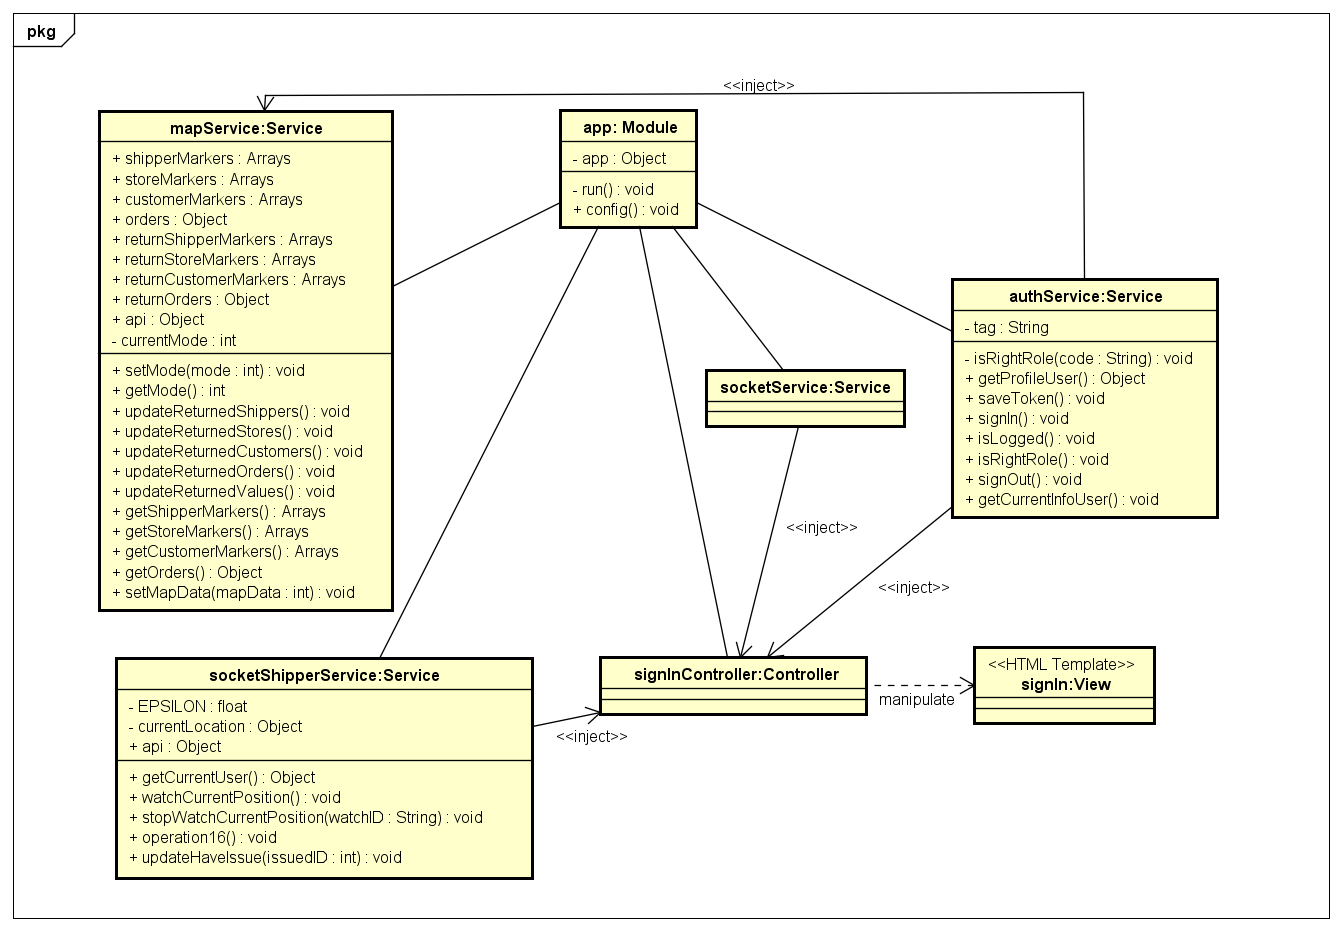 pkg
<<inject>>
mapService:Service
+ shipperMarkers : Arrays
+ storeMarkers : Arrays
+ customerMarkers : Arrays
+ orders : Object
+ returnShipperMarkers : Arrays
+ returnStoreMarkers : Arrays
+ returnCustomerMarkers : Arrays
+ returnOrders : Object
+ api : Object
- currentMode : int
+ setMode(mode : int) : void
+ getMode() : int
+ updateReturnedShippers() : void
+ updateReturnedStores() : void
+ updateReturnedCustomers() : void
+ updateReturnedOrders() : void
+ updateReturnedValues() : void
+ getShipperMarkers() : Arrays
+ getStoreMarkers() : Arrays
+ getCustomerMarkers() : Arrays
+ getOrders() : Object
+ setMapData(mapData : int) : void
app: Module
- app : Object
- run() : void
+ config() : void
authService:Service
- tag : String
- isRightRole(code : String) : void
+ getProfileUser() : Object
+ saveToken() : void
+ signIn() : void
+ isLogged() : void
+ isRightRole() : void
+ signOut() : void
+ getCurrentInfoUser() : void
socketService:Service
<<inject>>
<<inject>>
socketShipperService:Service
- EPSILON : float
- currentLocation : Object
+ api : Object
+ getCurrentUser() : Object
+ watchCurrentPosition() : void
+ stopWatchCurrentPosition(watchID : String) : void
+ operation16() : void
+ updateHaveIssue(issuedID : int) : void
<<inject>>
signInController:Controller
manipulate
<<HTML Template>>
signIn:View